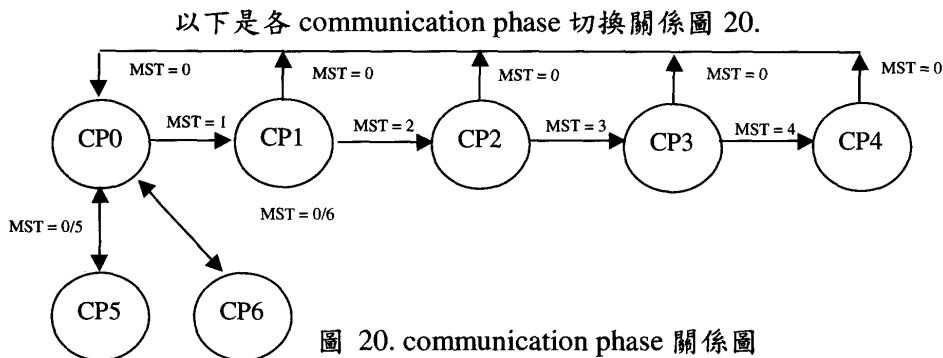 以下是各 communication phase 切換關係圖 20.
MST = 0 MST = 0 MST = 0 MST = 0 MST = 0
CP0 MST = 1 CP1 MST = 2 CP2 MST = 3 CP3 MST = 4 CP4
MST = 0/5 MST = 0/6
CP5 CP6
圖 20. communication phase 關係圖